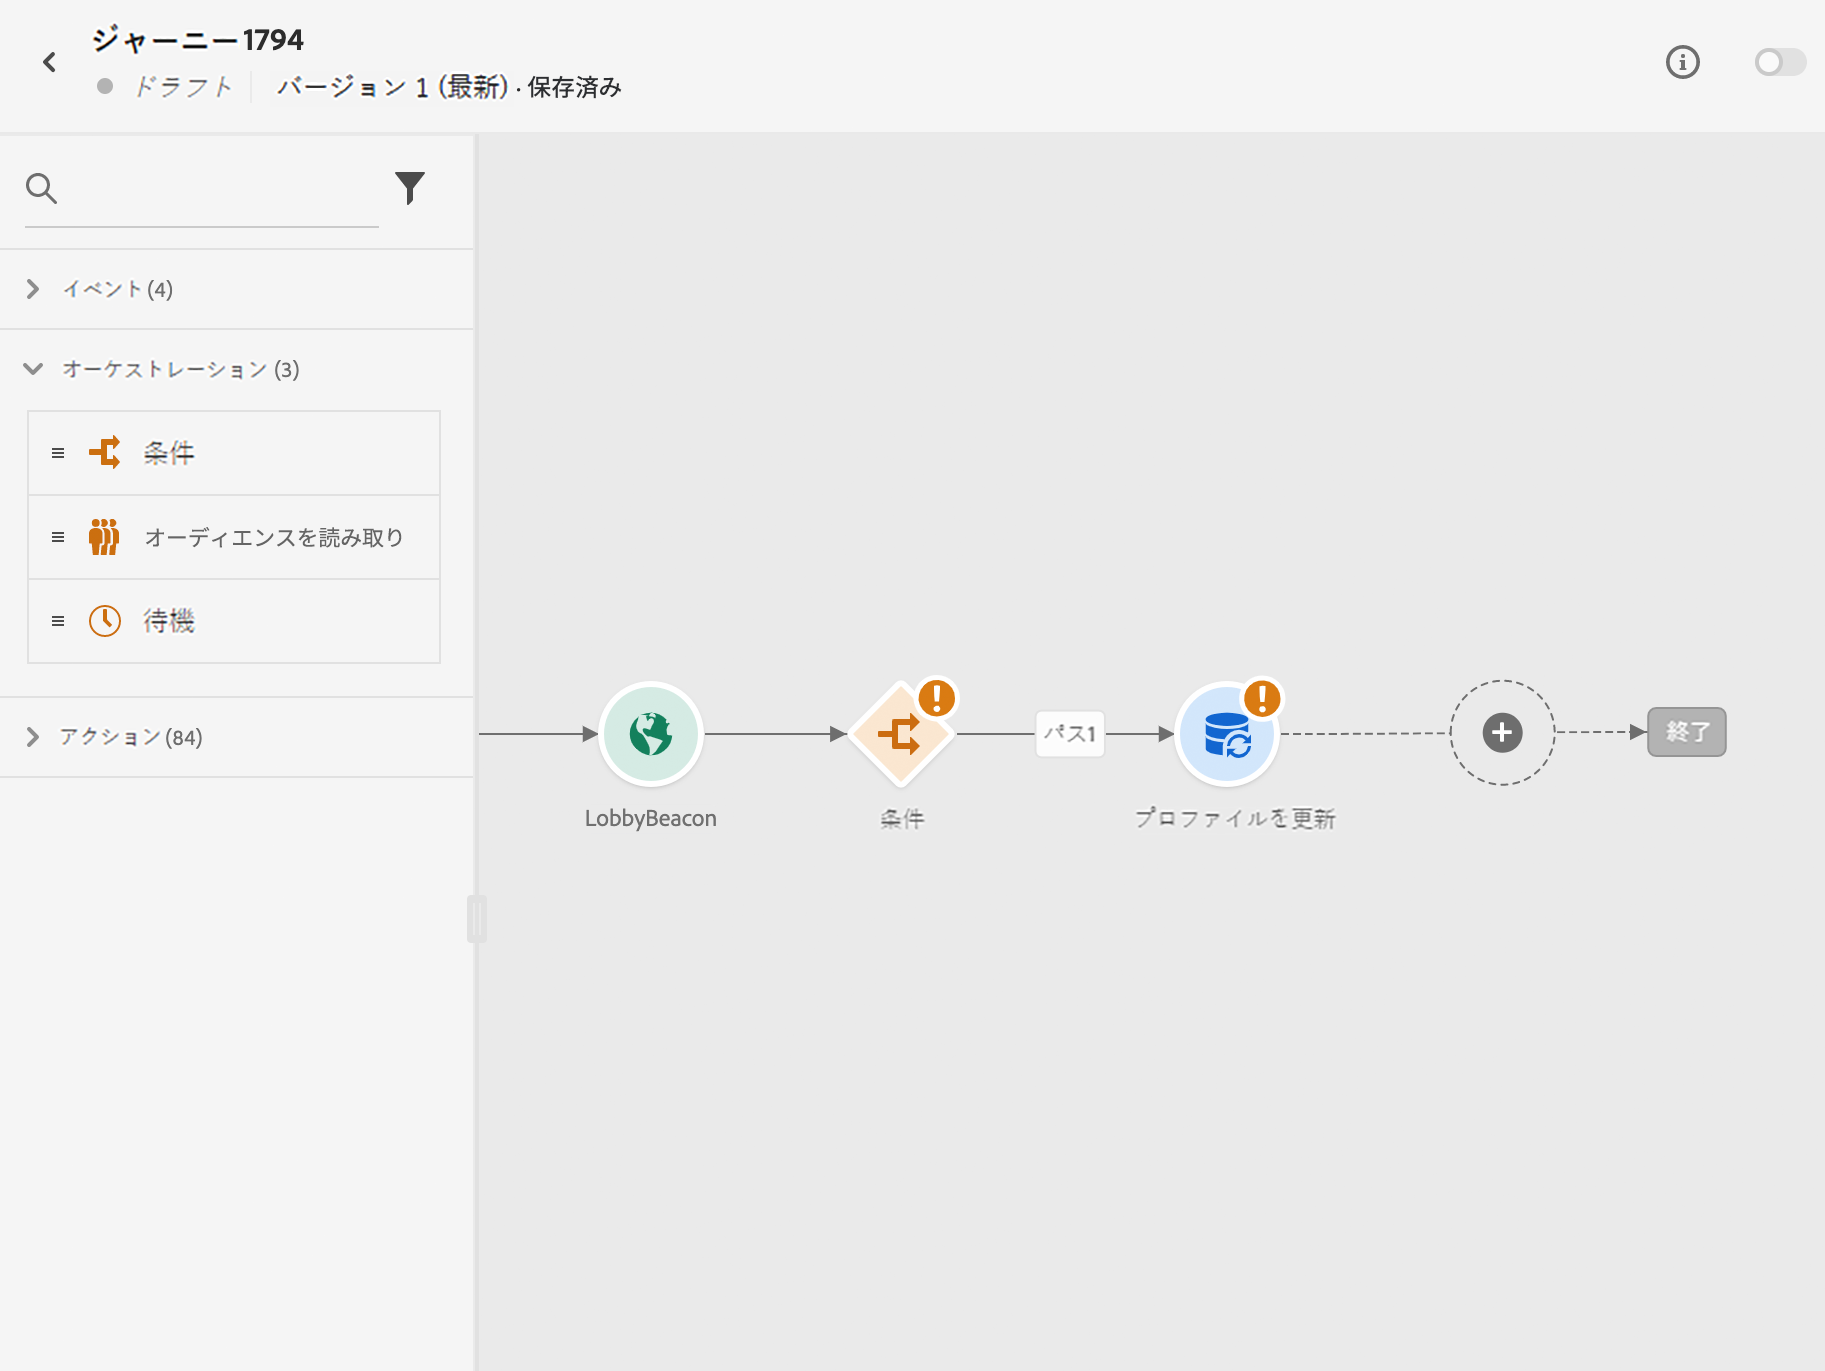 ジャーニー1794
ドラフト バージョン 1 (最新) · 保存済み
イベント(4)
オーケストレーション (3)
条件
オーディエンスを読み取り
待機
アクション(84)
パス1
終了
LobbyBeacon
条件
プロファイルを更新